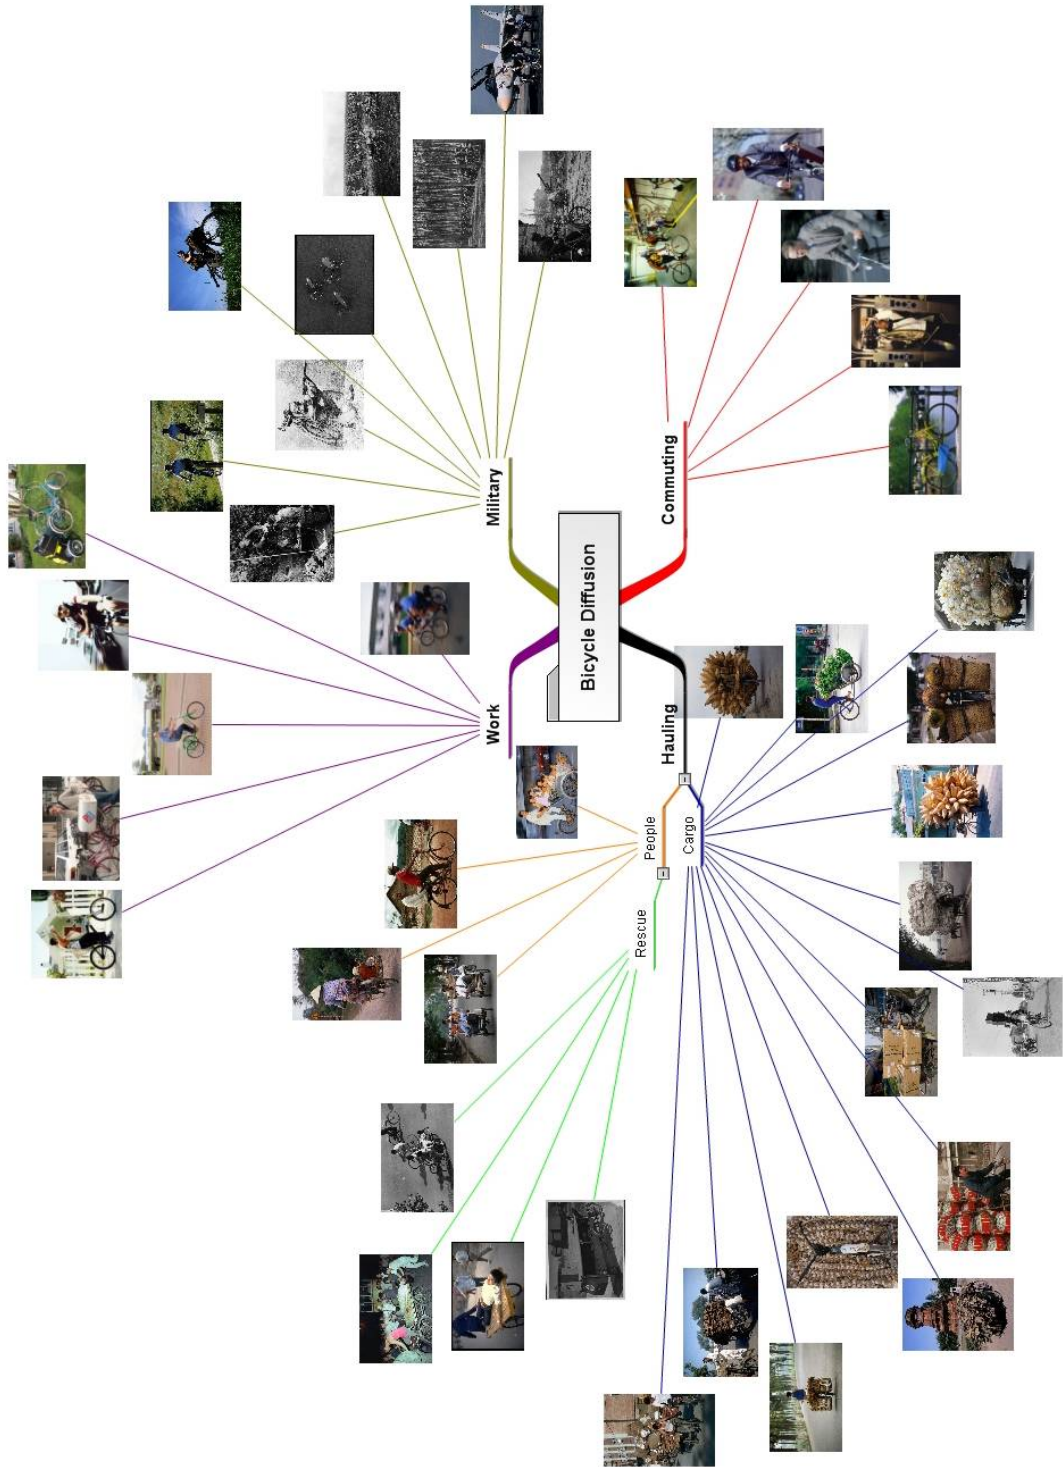 Bicycle Diffusion
Military
Commuting
Work
Hauling
People
Cargo
Rescue